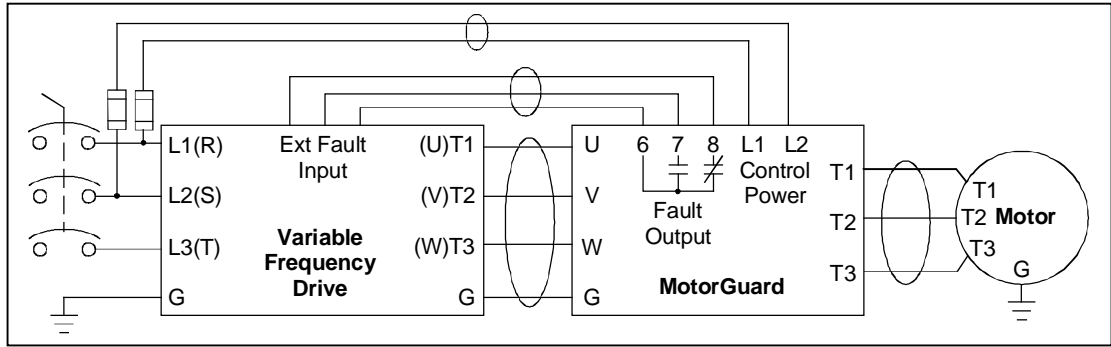 L1(R)
L2(S)
L3(T)
G
Ext Fault
Input
Variable
Frequency
Drive
(U)T1
(V)T2
(W)T3
G
U
V
W
G
6 7 8 L1 L2
Fault
Output
Control
Power
MotorGuard
T1
T2
T3
T1
T2 Motor
T3
G